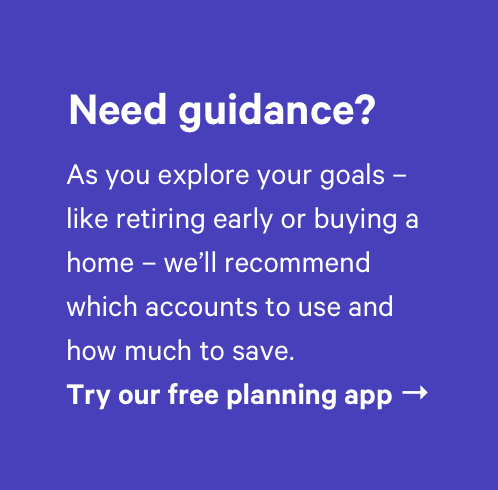 Need guidance?
As you explore your goals –
like retiring early or buying a
home – we’ll recommend
which accounts to use and
how much to save.
Try our free planning app →